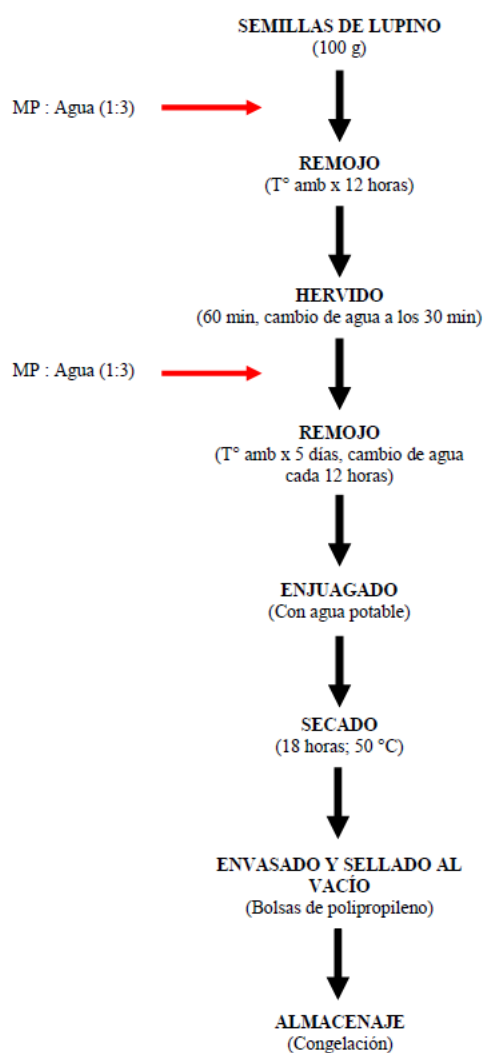 SEMILLAS DE LUPINO
(100 g)
MP : Agua (1:3)
REMOJO
(T° amb x 12 horas)
HERVIDO
(60 min, cambio de agua a los 30 min)
MP : Agua (1:3)
REMOJO
(T° amb x 5 días, cambio de agua
cada 12 horas)
ENJUAGADO
(Con agua potable)
SECADO
(18 horas; 50 °C)
ENVASADO Y SELLADO AL
VACÍO
(Bolsas de polipropileno)
ALMACENAJE
(Congelación)